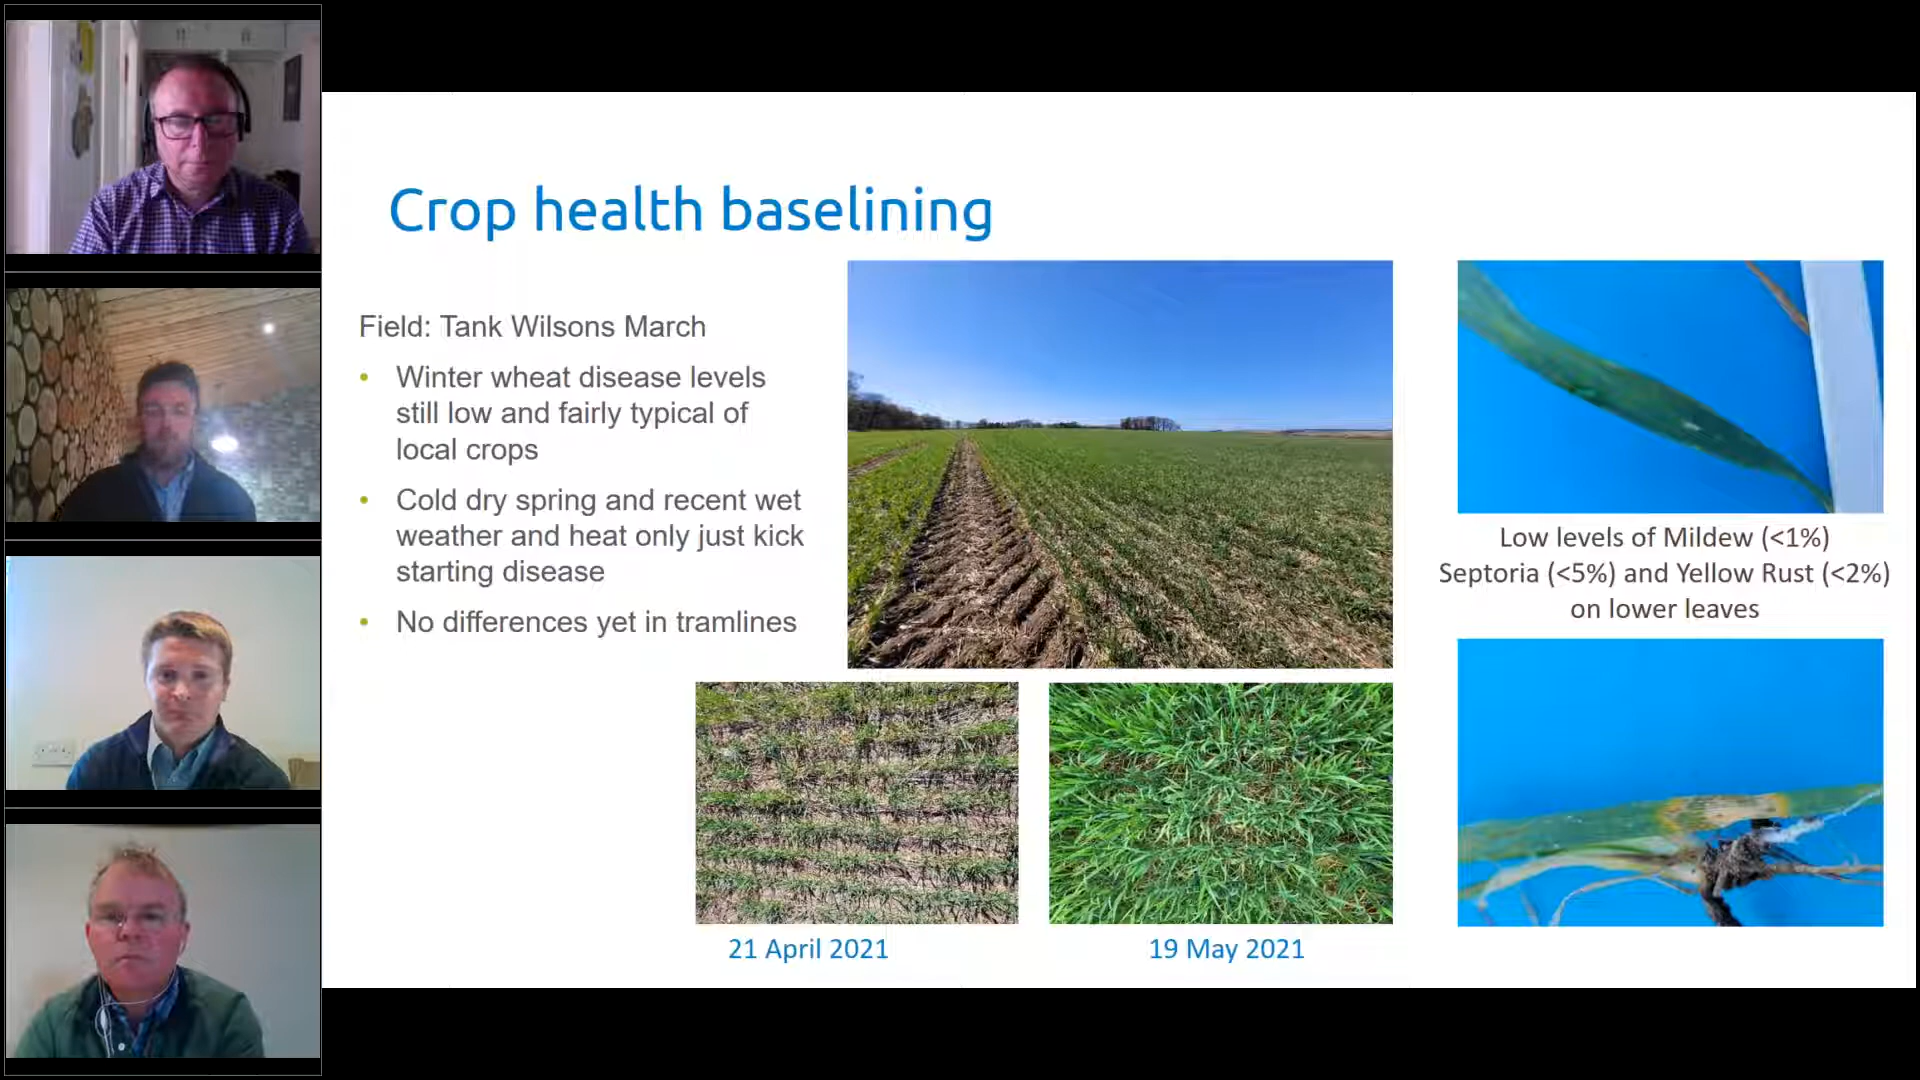 Crop health baselining
Field: Tank Wilsons March
• Winter wheat disease levels
still low and fairly typical of
local crops
• Cold dry spring and recent wet
weather and heat only just kick
starting disease
• No differences yet in tramlines
Low levels of Mildew (<1%)
Septoria (<5%) and Yellow Rust (<2%)
on lower leaves
21 April 2021
19 May 2021